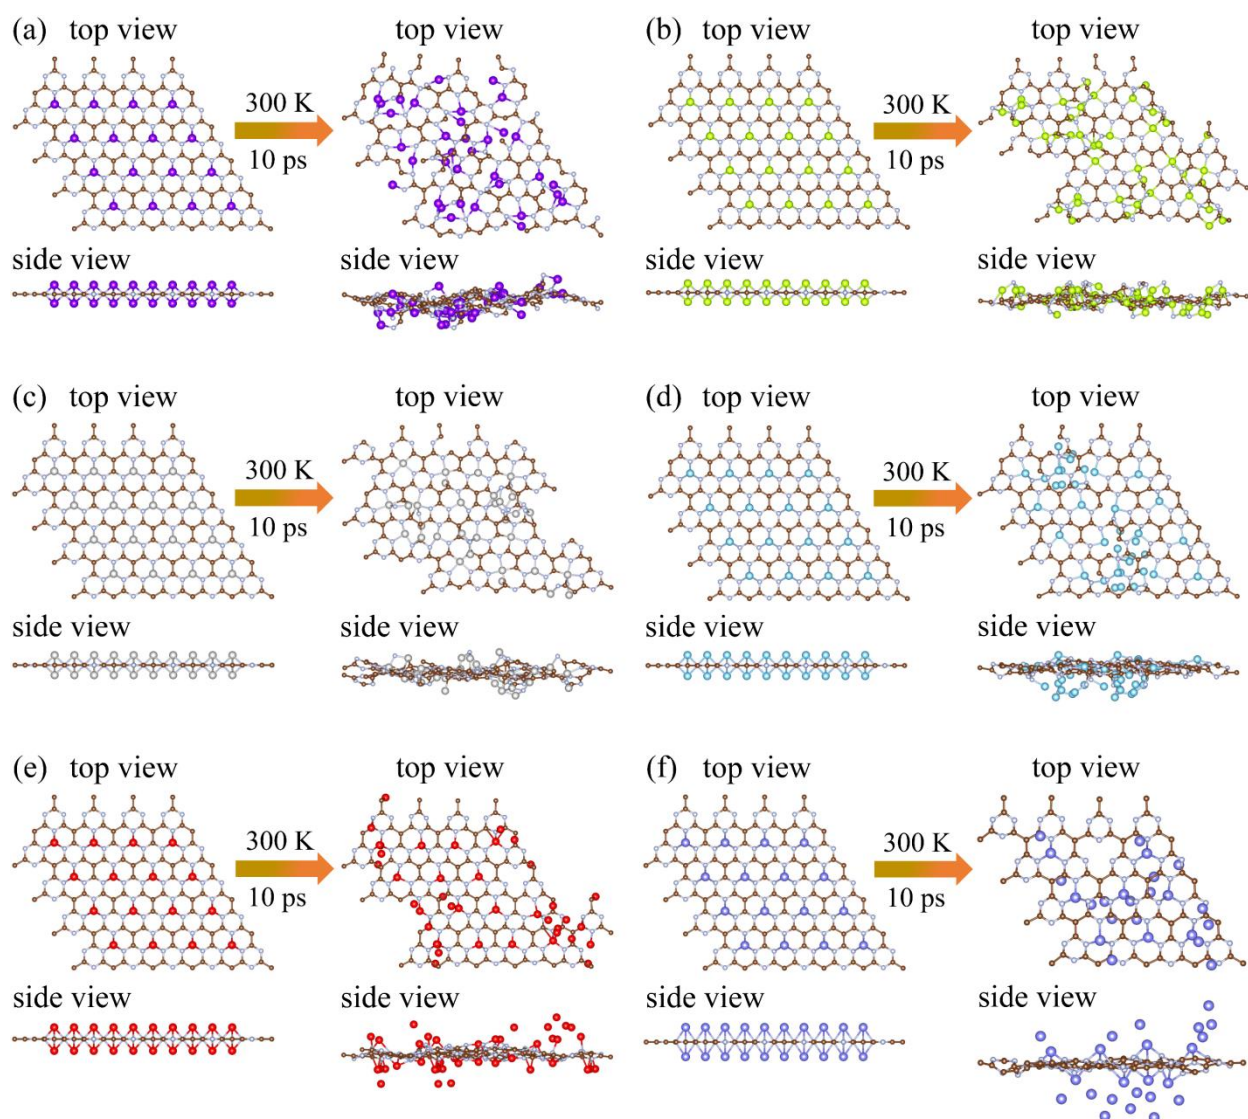 (a) top view top view
300 K
10 ps
side view side view
(b) top view top view
300 K
10 ps
side view side view
(c) top view top view
300 K
10 ps
side view side view
(d) top view top view
300 K
10 ps
side view side view
(e) top view top view
300 K
10 ps
side view side view
(f) top view top view
300 K
10 ps
side view side view